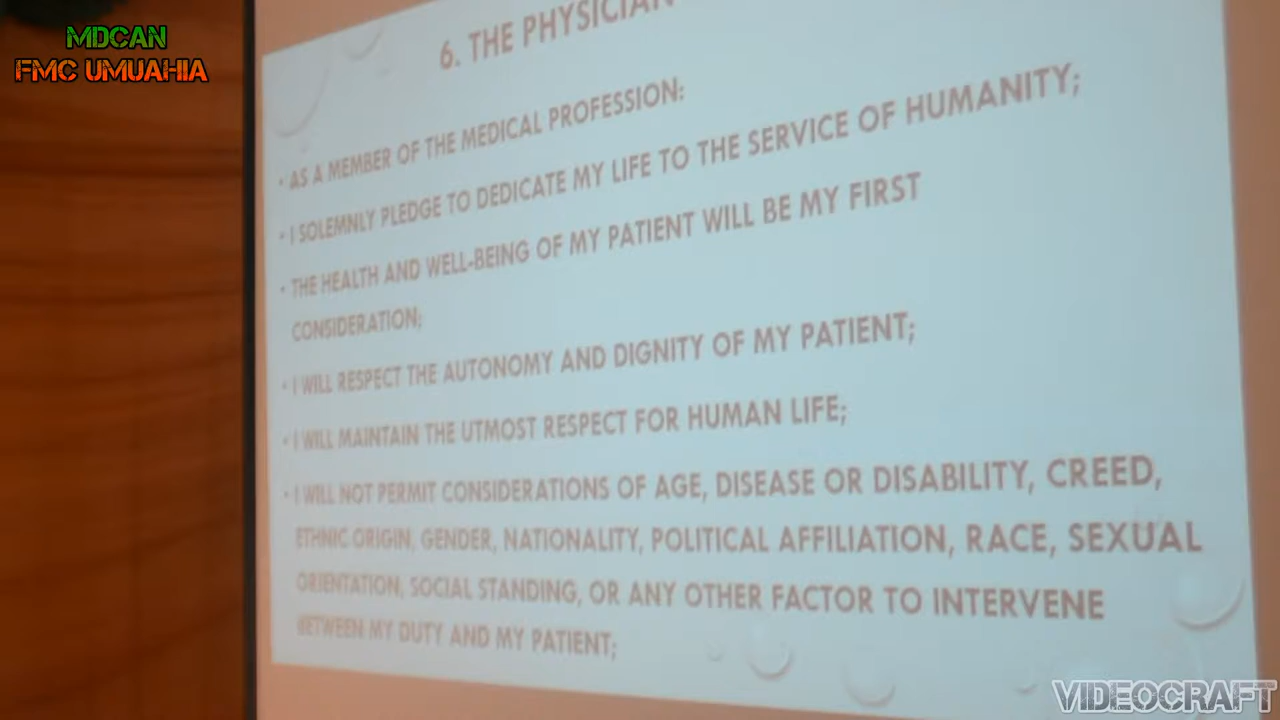 MDCAN
FMC UMUAHIA
6. THE PHYSICIAN
• AS A MEMBER OF THE MEDICAL PROFESSION:
• I SOLEMNLY PLEDGE TO DEDICATE MY LIFE TO THE SERVICE OF HUMANITY;
• THE HEALTH AND WELL-BEING OF MY PATIENT WILL BE MY FIRST
CONSIDERATION;
• I WILL RESPECT THE AUTONOMY AND DIGNITY OF MY PATIENT;
• I WILL MAINTAIN THE UTMOST RESPECT FOR HUMAN LIFE;
• I WILL NOT PERMIT CONSIDERATIONS OF AGE, DISEASE OR DISABILITY, CREED,
ETHNIC ORIGIN, GENDER, NATIONALITY, POLITICAL AFFILIATION, RACE, SEXUAL
ORIENTATION, SOCIAL STANDING, OR ANY OTHER FACTOR TO INTERVENE
BETWEEN MY DUTY AND MY PATIENT;
VIDEOCRAFT